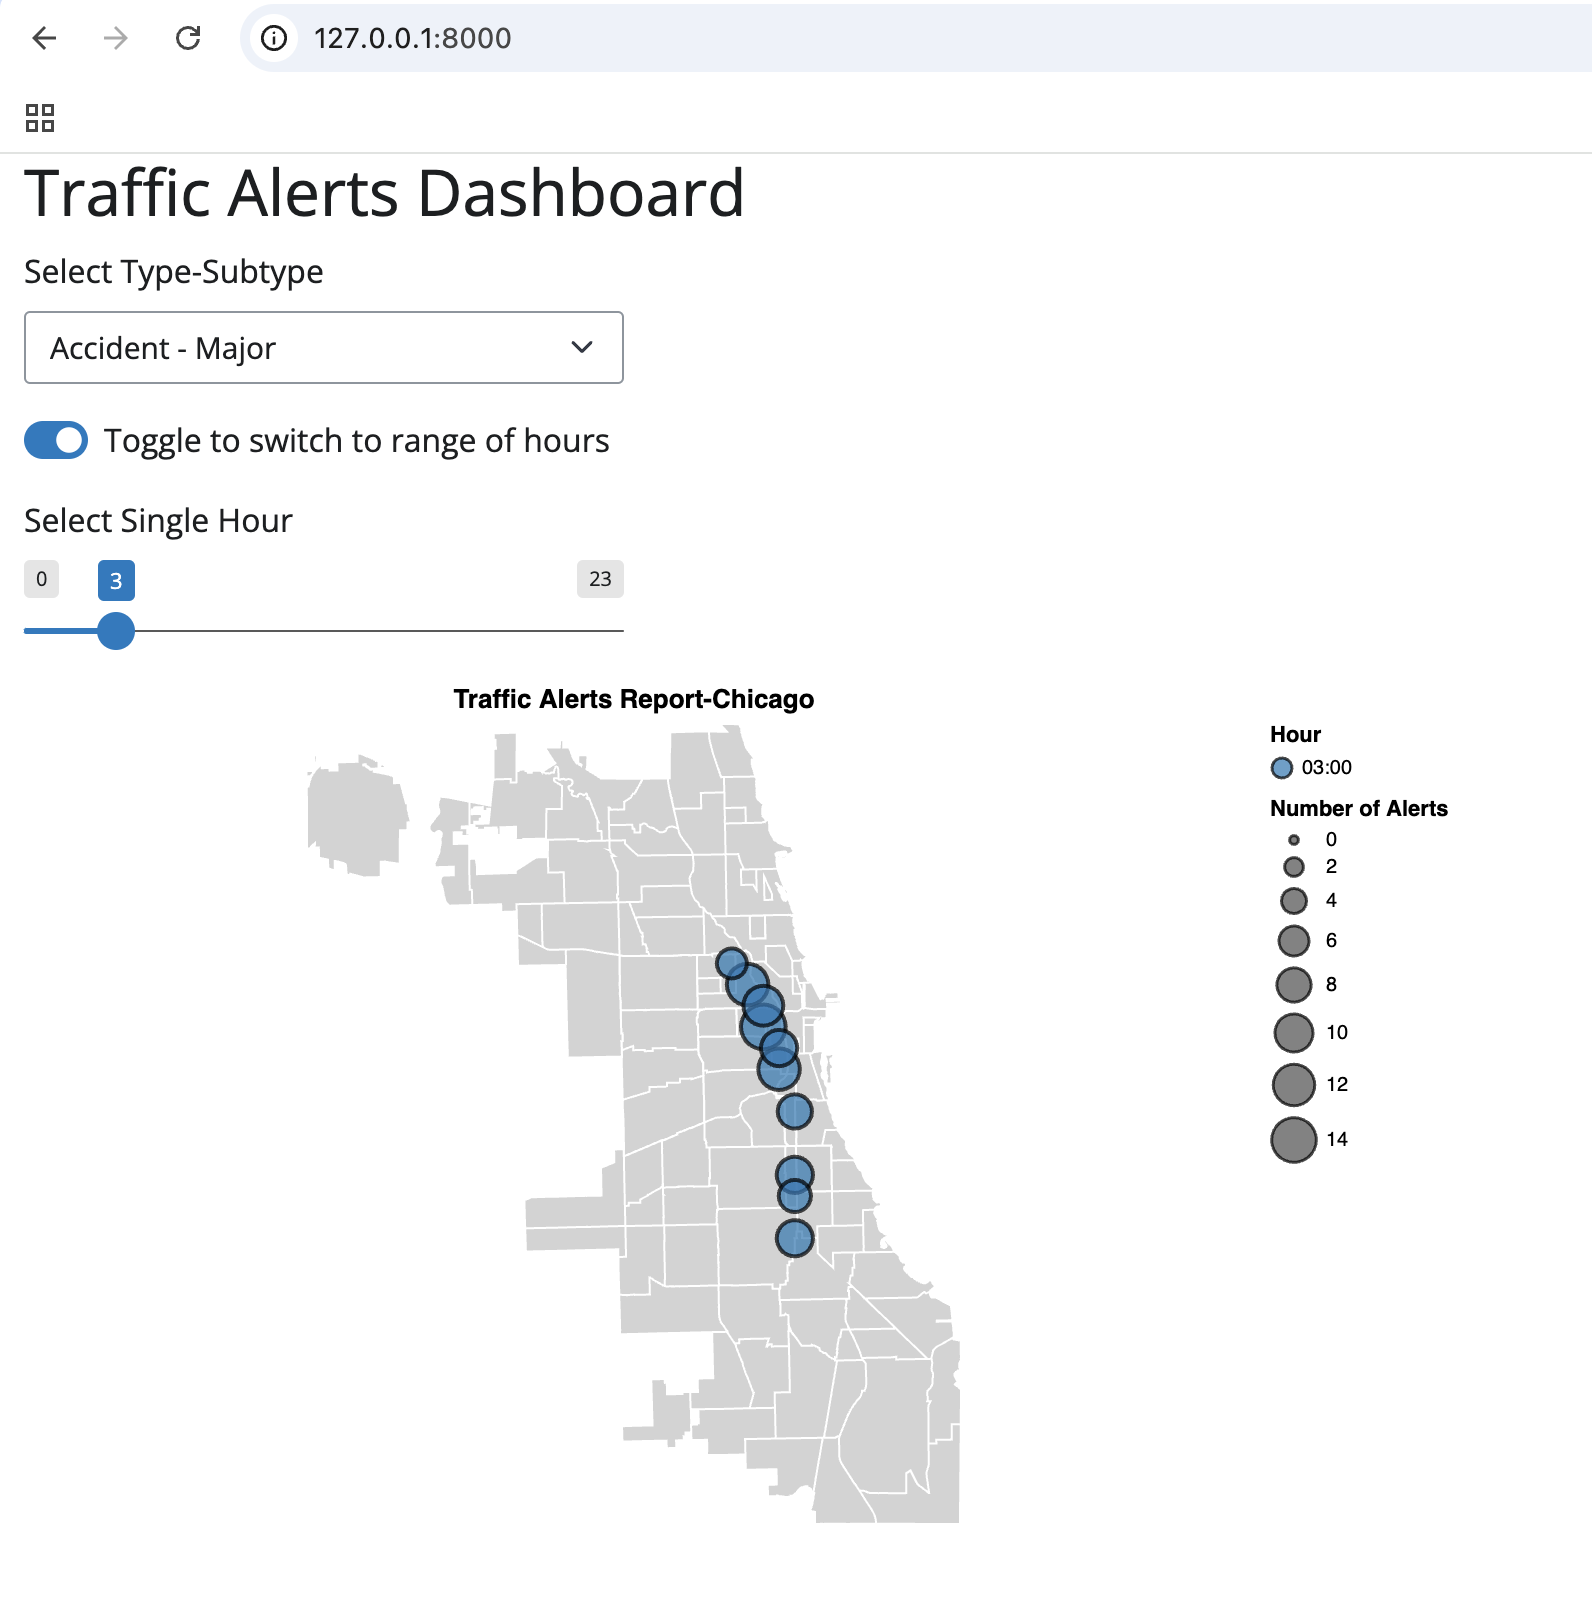 127.0.0.1:8000
Traffic Alerts Dashboard
Select Type-Subtype
Accident - Major
Toggle to switch to range of hours
Select Single Hour
0 3 23
Traffic Alerts Report-Chicago
Hour
03:00
Number of Alerts
0
2
4
6
8
10
12
14